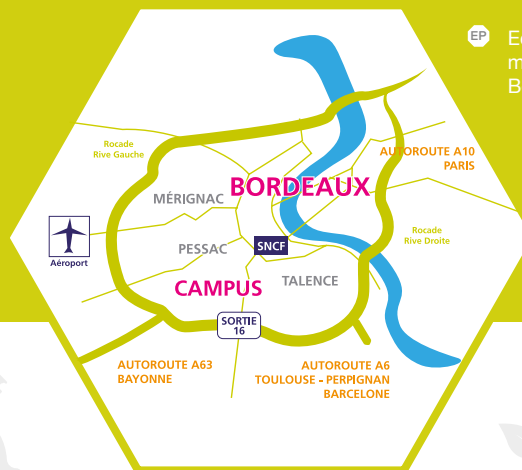 EP
Rocade
Rive Gauche
AUTOROUTE A10
PARIS
BORDEAUX
MÉRIGNAC
Rocade
Rive Droite
Aéroport
PESSAC
SNCF
CAMPUS
TALENCE
SORTIE
16
AUTOROUTE A63
BAYONNE
AUTOROUTE A6
TOULOUSE - PERPIGNAN
BARCELONE